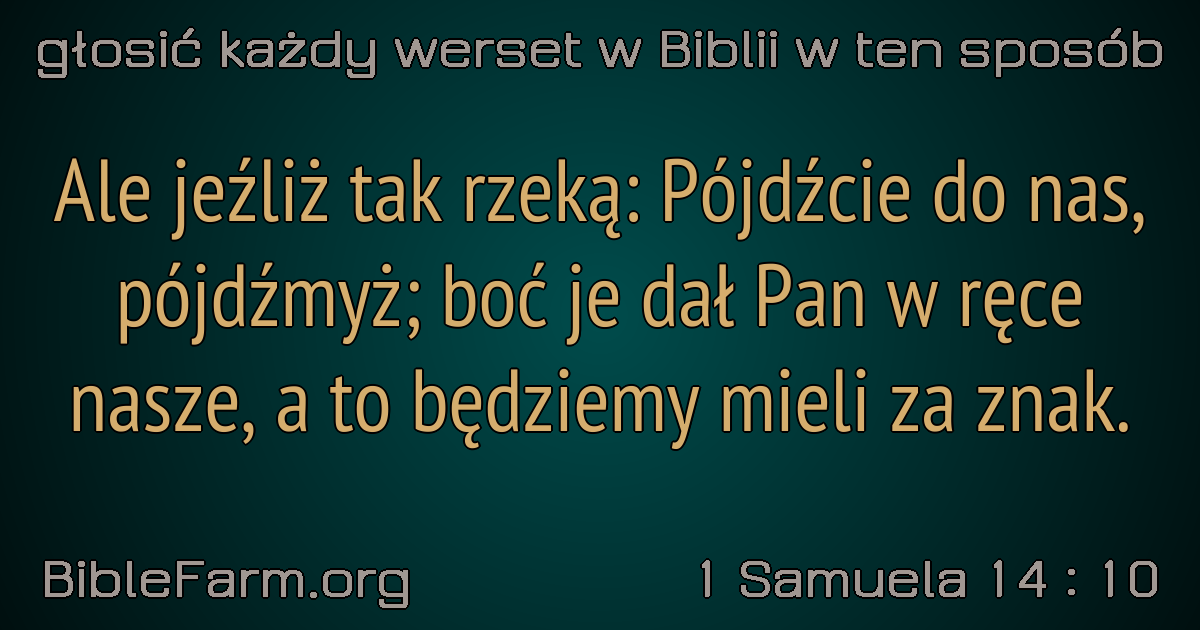 głosić każdy werset w Biblii w ten sposób
Ale jeźliż tak rzeką: Pójdźcie do nas,
pójdźmyż; boć je dał Pan w ręce
nasze, a to będziemy mieli za znak.
BibleFarm.org
1 Samuela 14 : 10